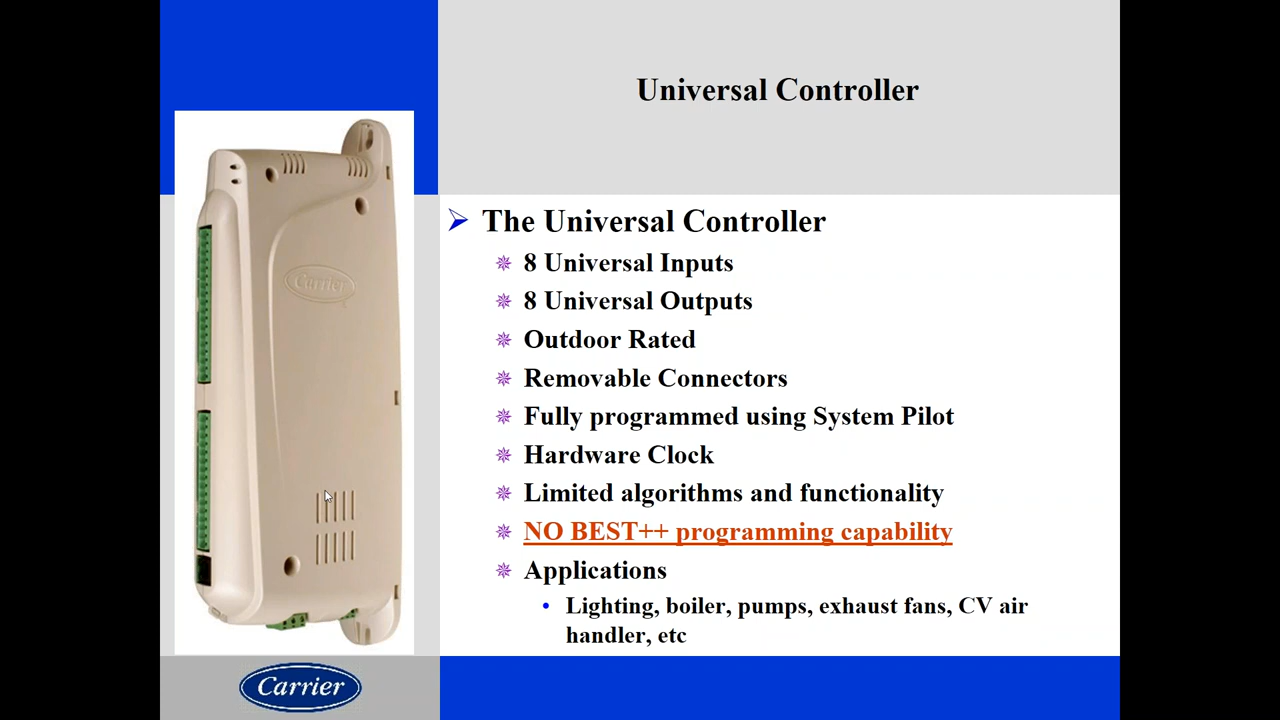 Universal Controller
The Universal Controller
8 Universal Inputs
8 Universal Outputs
Outdoor Rated
Removable Connectors
Fully programmed using System Pilot
Hardware Clock
Limited algorithms and functionality
NO BEST++ programming capability
Applications
Lighting, boiler, pumps, exhaust fans, CV air
handler, etc
Carrier
Carrier